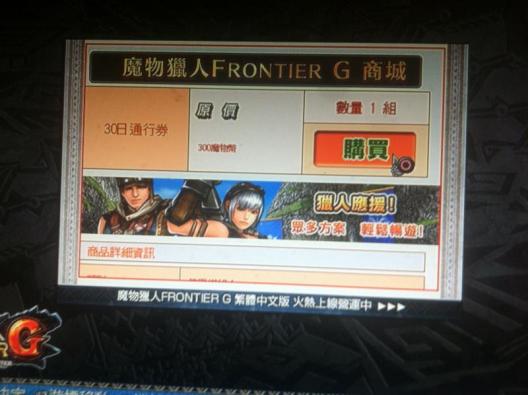 魔物獵人FRONTIER G 商城
30日通行券
原價
300魔物幣
數量 1 組
購買
獵人應援!
眾多方案 輕鬆暢遊!
商品詳細資訊
魔物獵人FRONTIER G 繁體中文版 火熱上線營運中 ►►►
G